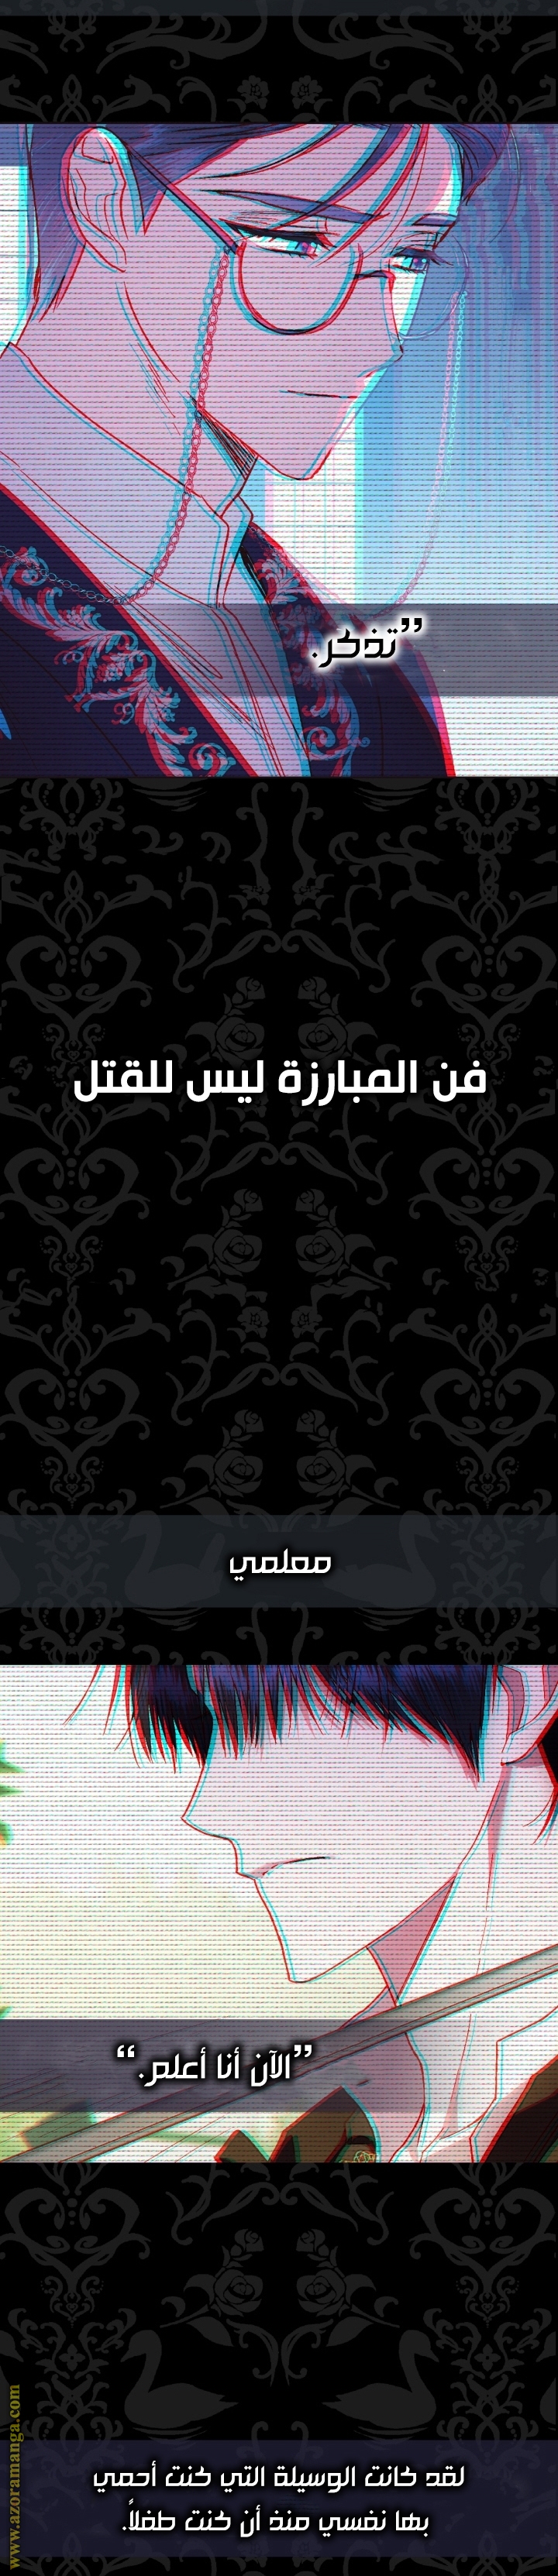 ”تذكر.
فن المبارزة ليس للقتل
معلمي
”الآن أنا أعلم.“
لقد كانت الوسيلة التي كنت أحمي
بها نفسي منذ أن كنت طفلاً.
www.azoramanga.com